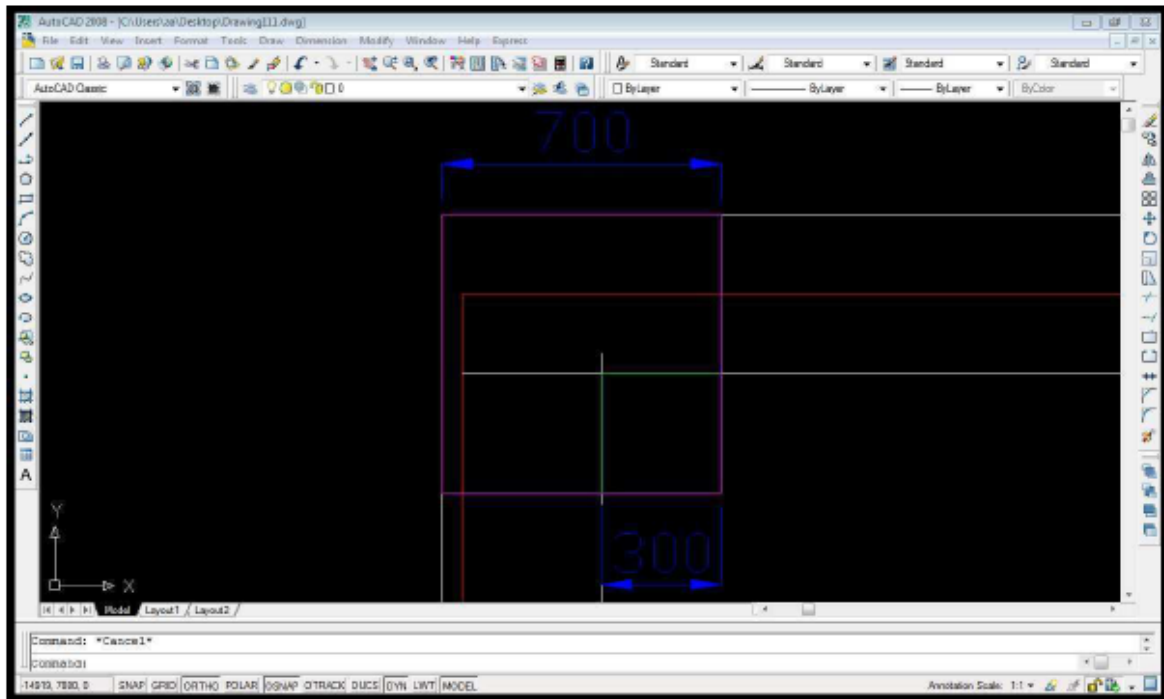 AutoCAD 2008 - [C:\Users\za\Desktop\Drawing111.dwg]
File Edit View Insert Format Tools Draw Dimension Modify Window Help Express
Standard Standard Standard Standard
AutoCAD Classic 0 ByLayer ByLayer ByLayer ByColor
700
300
Y
X
A
Model Layout1 Layout2
Command: *Cancel*
Command:
SNAP GRID ORTHO POLAR OSNAP OTRACK DUCS DYN LWT MODEL Annotation Scale: 1:1